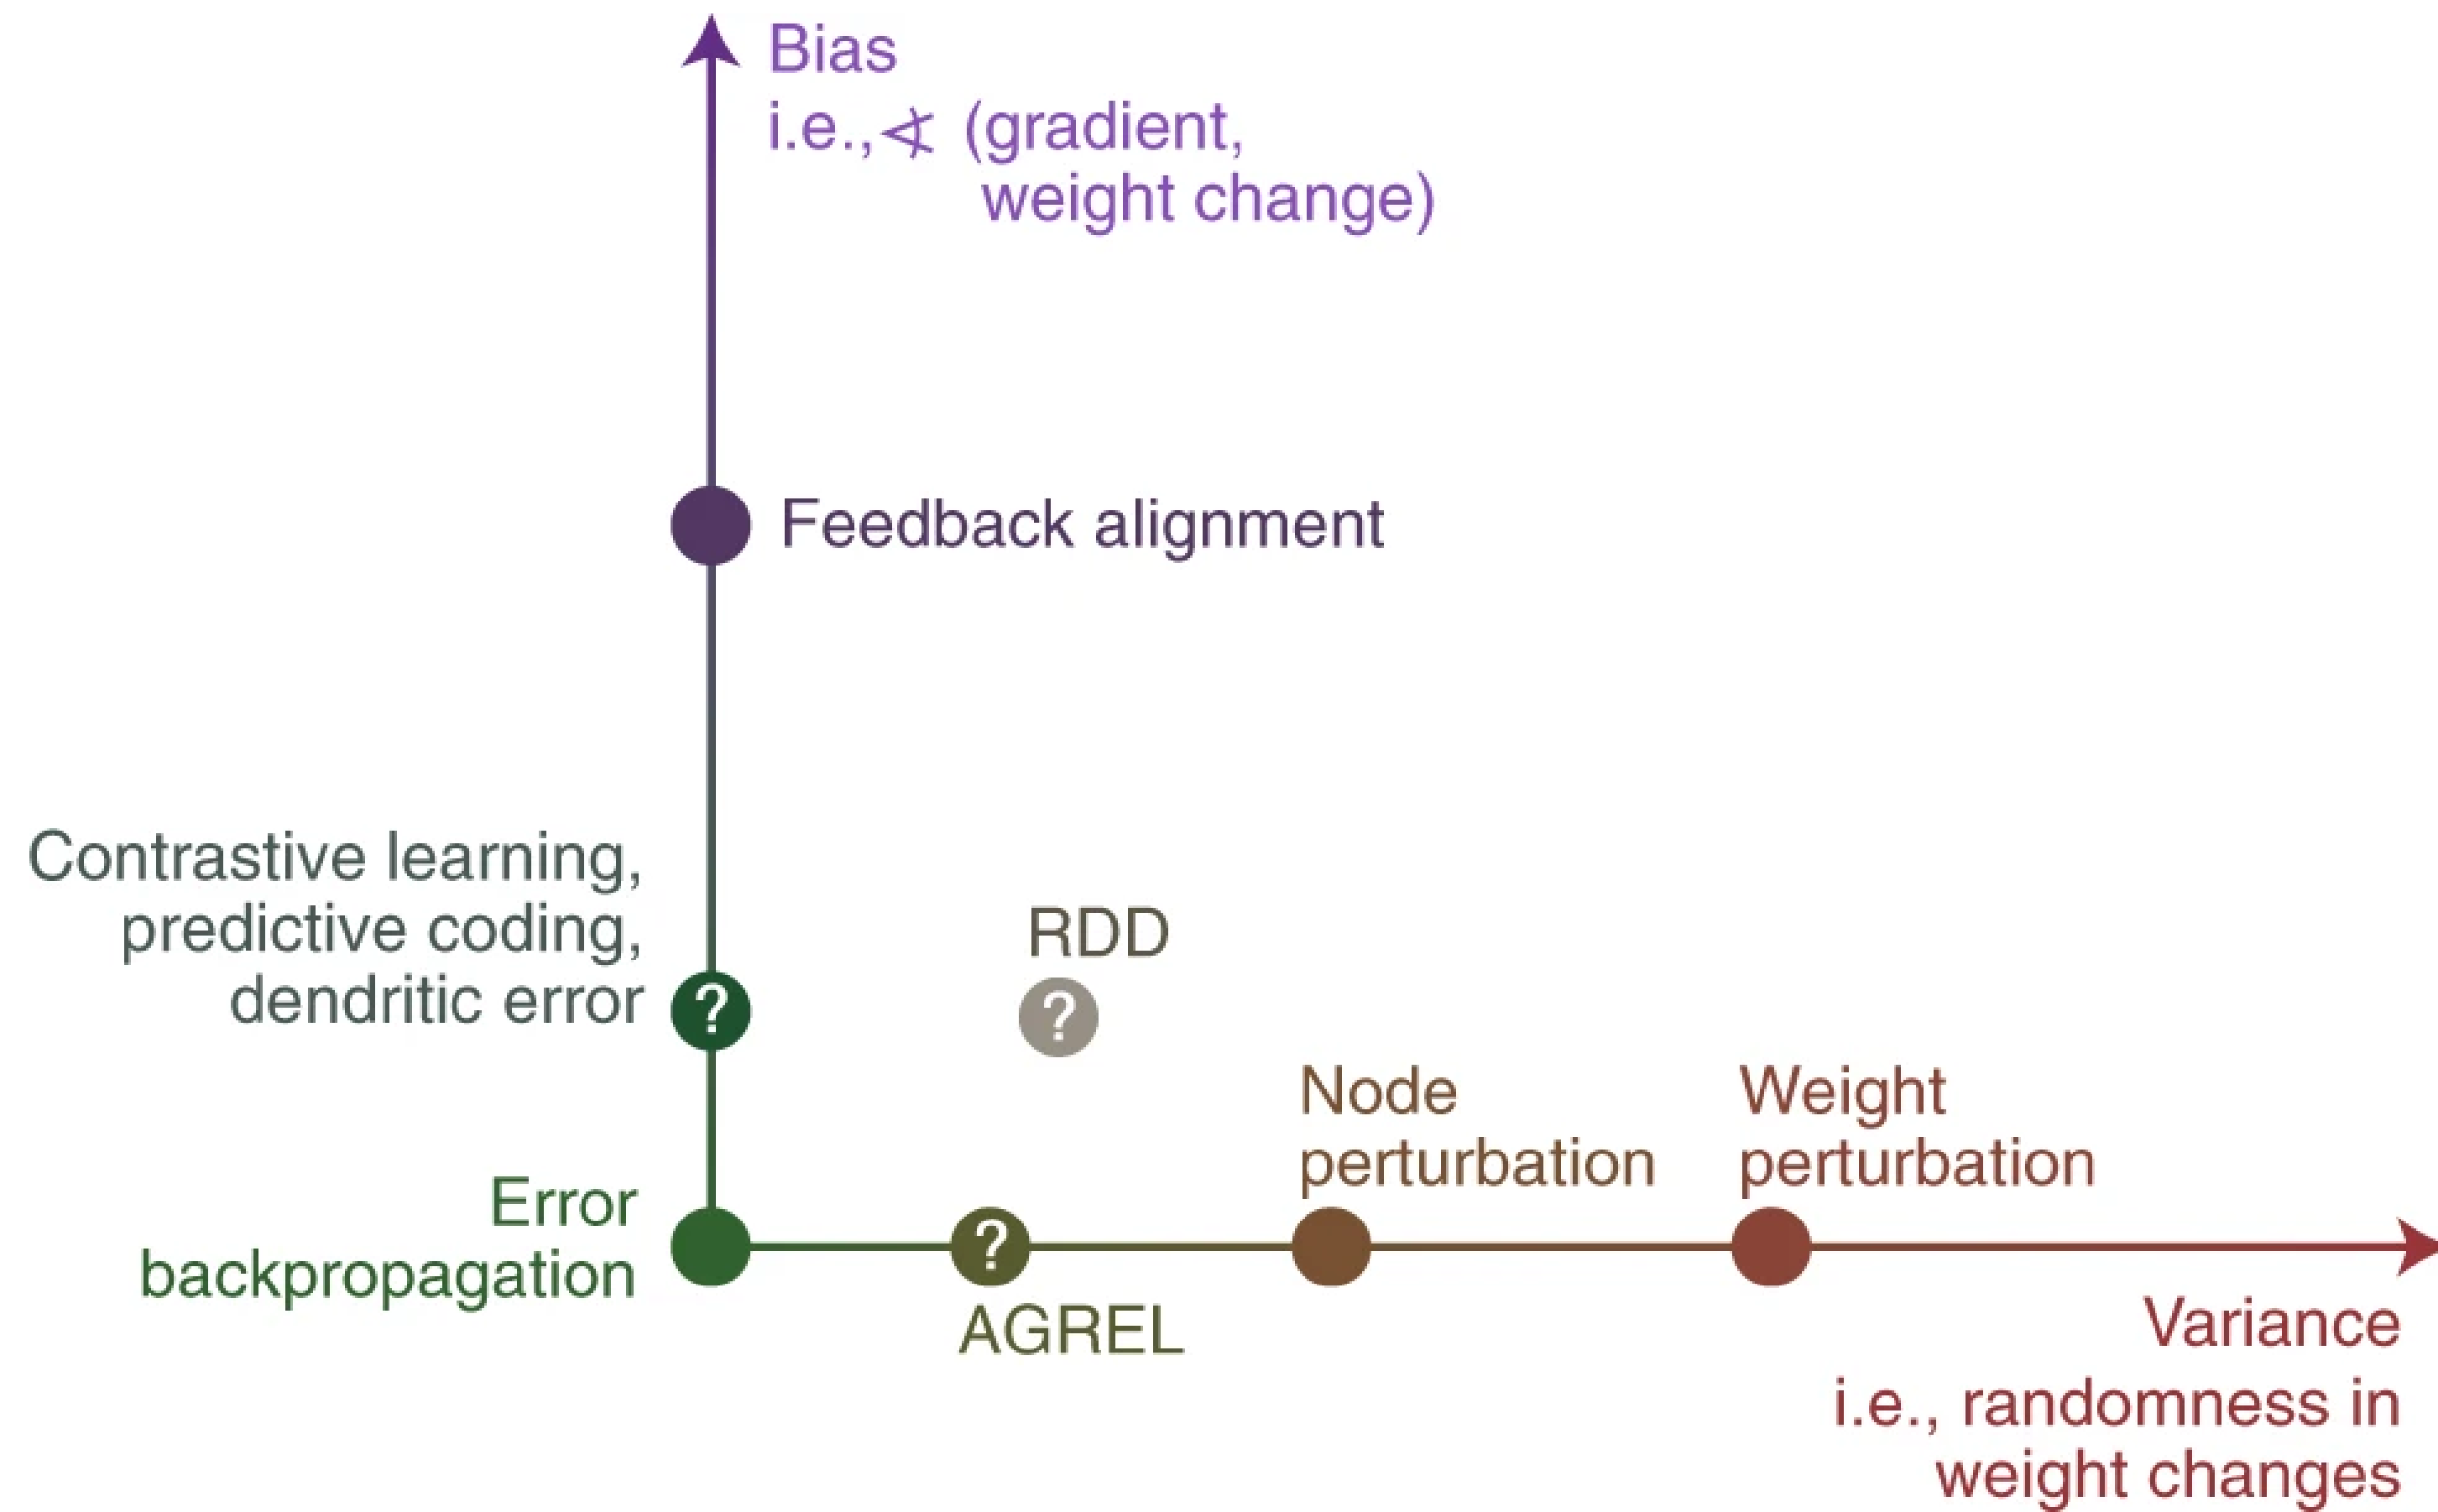 Bias
i.e., ∢ (gradient,
weight change)
Feedback alignment
Contrastive learning,
predictive coding,
dendritic error
?
RDD
?
Node
perturbation
Weight
perturbation
Error
backpropagation
?
AGREL
Variance
i.e., randomness in
weight changes